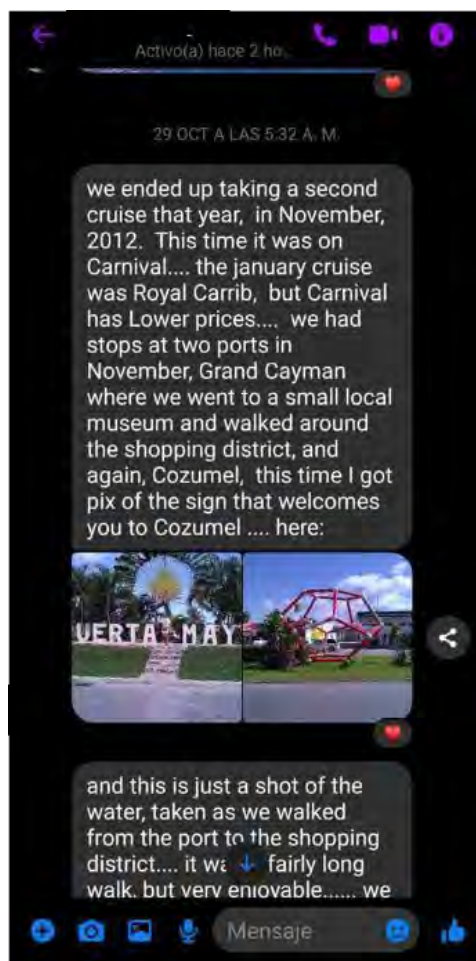 Activo(a) hace 2 ho..
29 OCT A LAS 5:32 A. M.
we ended up taking a second
cruise that year, in November,
2012. This time it was on
Carnival.... the january cruise
was Royal Carrib, but Carnival
has Lower prices.... we had
stops at two ports in
November, Grand Cayman
where we went to a small local
museum and walked around
the shopping district, and
again, Cozumel, this time I got
pix of the sign that welcomes
you to Cozumel .... here:
UERTA MAY
and this is just a shot of the
water, taken as we walked
from the port to the shopping
district.... it fairly long
walk, but very enjoyable...... we
Mensaje